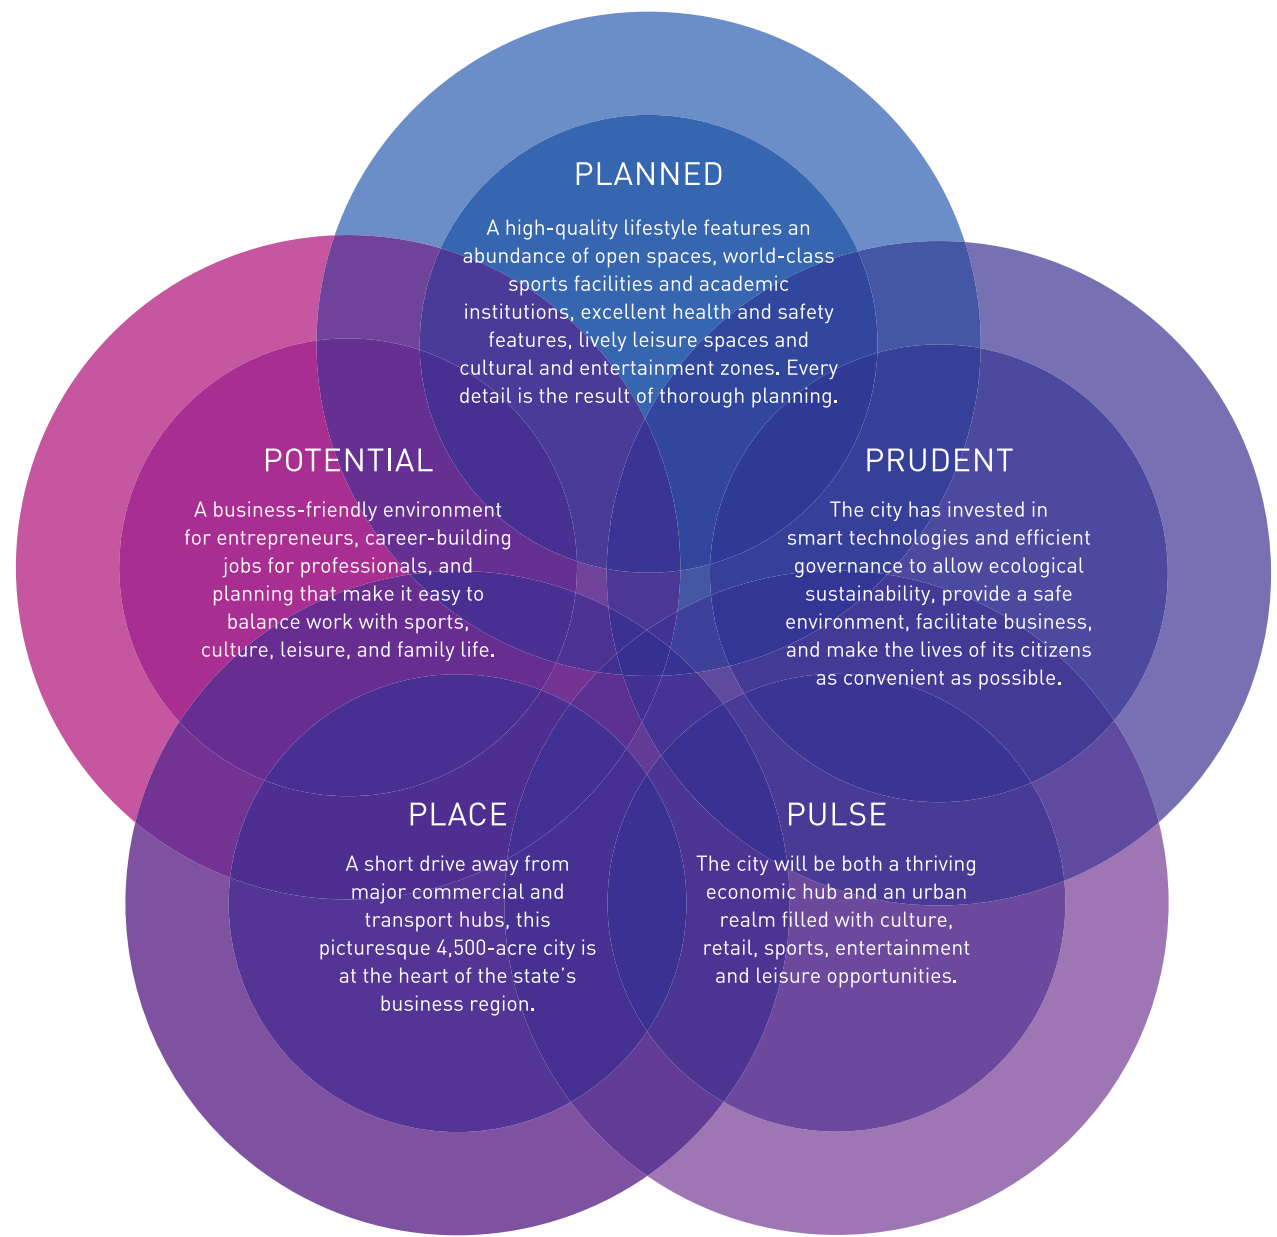 PLANNED
A high-quality lifestyle features an
abundance of open spaces, world-class
sports facilities and academic
institutions, excellent health and safety
features, lively leisure spaces and
cultural and entertainment zones. Every
detail is the result of thorough planning.
POTENTIAL
A business-friendly environment
for entrepreneurs, career-building
jobs for professionals, and
planning that make it easy to
balance work with sports,
culture, leisure, and family life.
PRUDENT
The city has invested in
smart technologies and efficient
governance to allow ecological
sustainability, provide a safe
environment, facilitate business,
and make the lives of its citizens
as convenient as possible.
PLACE
A short drive away from
major commercial and
transport hubs, this
picturesque 4,500-acre city is
at the heart of the state's
business region.
PULSE
The city will be both a thriving
economic hub and an urban
realm filled with culture,
retail, sports, entertainment
and leisure opportunities.